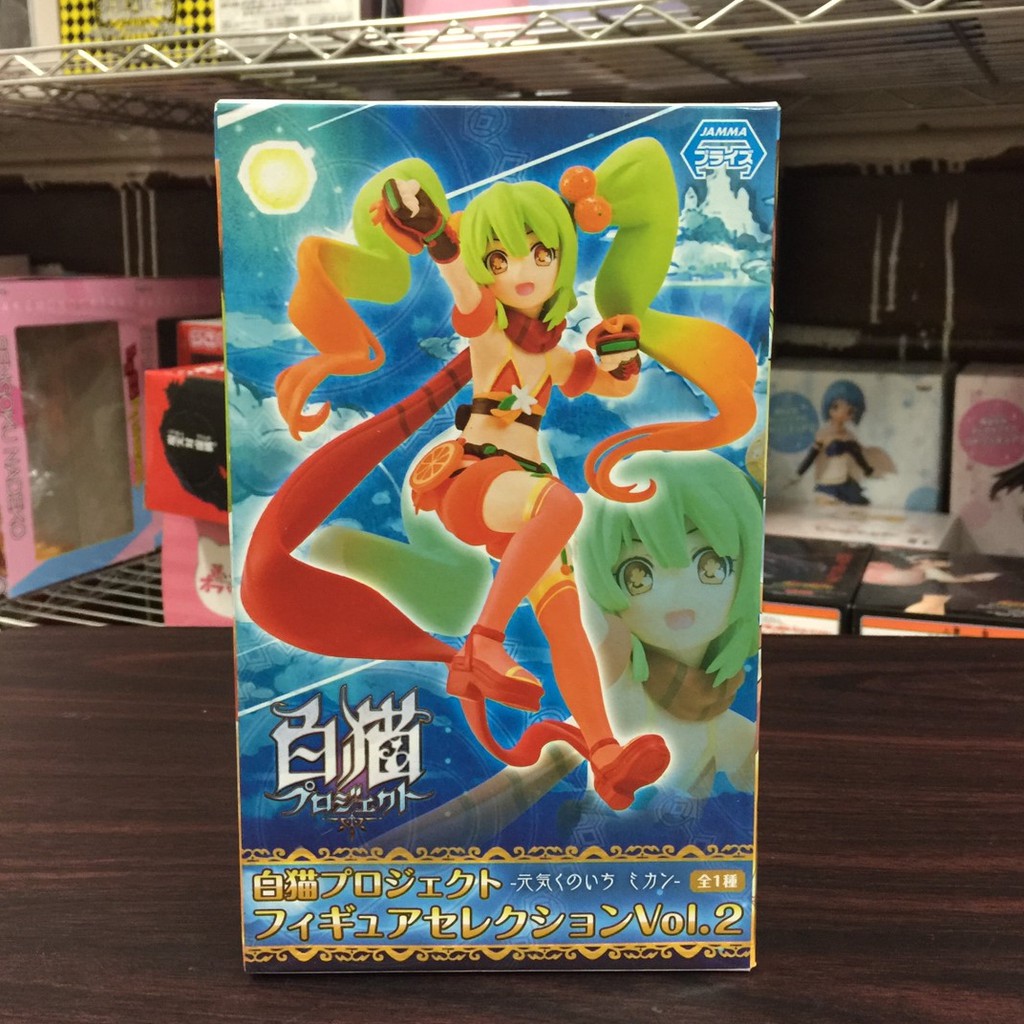 JAMMA
プライズ
白猫
プロジェクト
白猫プロジェクト -元気くのいち ミカン- 全1種
フィギュアセレクションVol.2